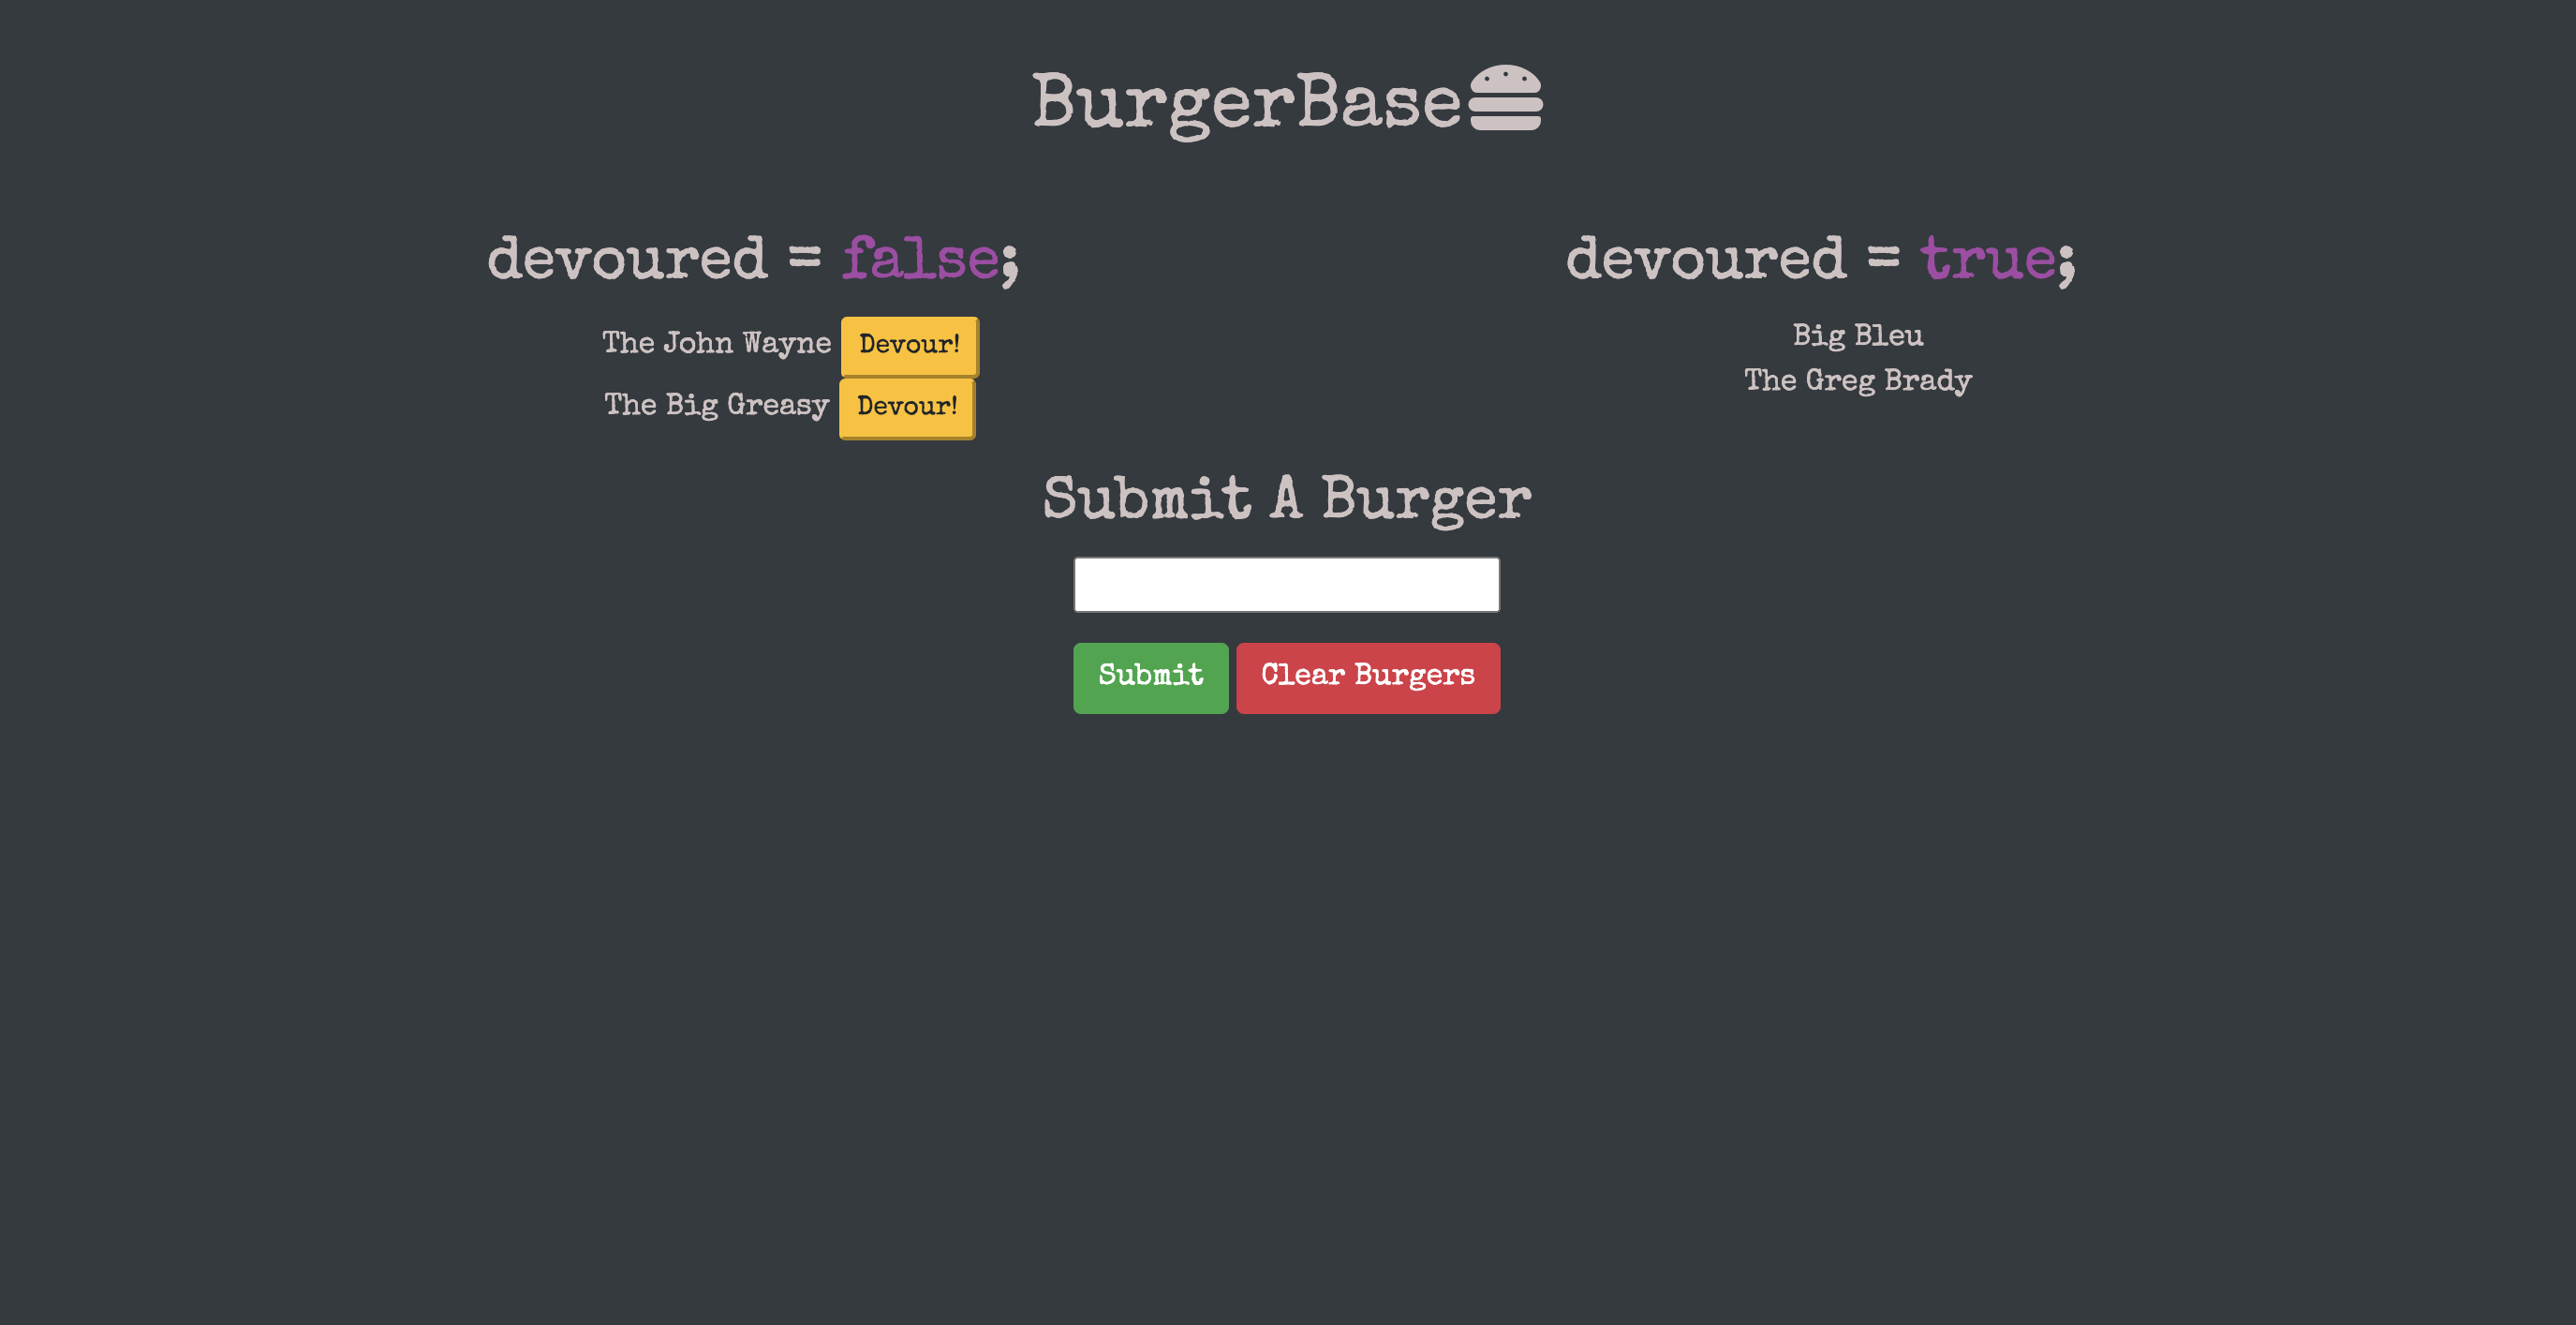 BurgerBase
devoured = false;
The John Wayne Devour!
The Big Greasy Devour!
devoured = true;
Big Bleu
The Greg Brady
Submit A Burger
Submit Clear Burgers